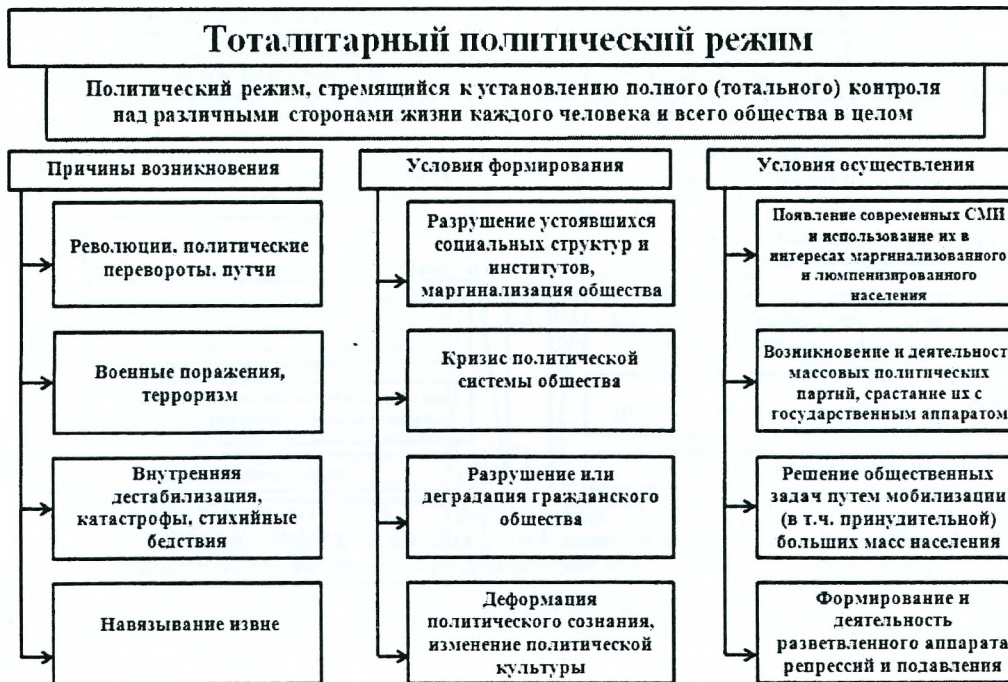 Тоталитарный политический режим
Политический режим, стремящийся к установлению полного (тотального) контроля
над различными сторонами жизни каждого человека и всего общества в целом
Причины возникновения
Революции, политические
перевороты, путчи
Военные поражения,
терроризм
Внутренняя
дестабилизация,
катастрофы, стихийные
бедствия
Навязывание извне
Условия формирования
Разрушение устоявшихся
социальных структур и
институтов,
маргинализация общества
Кризис политической
системы общества
Разрушение или
деградация гражданского
общества
Деформация
политического сознания,
изменение политической
культуры
Условия осуществления
Появление современных СМИ
и использование их в
интересах маргинализованного
и люмпенизированного
населения
Возникновение и деятельност
массовых политических
партий, срастание их с
государственным аппаратом
Решение общественных
задач путем мобилизации
(в т.ч. принудительной)
больших масс населения
Формирование и
деятельность
разветвленного аппарата
репрессий и подавления